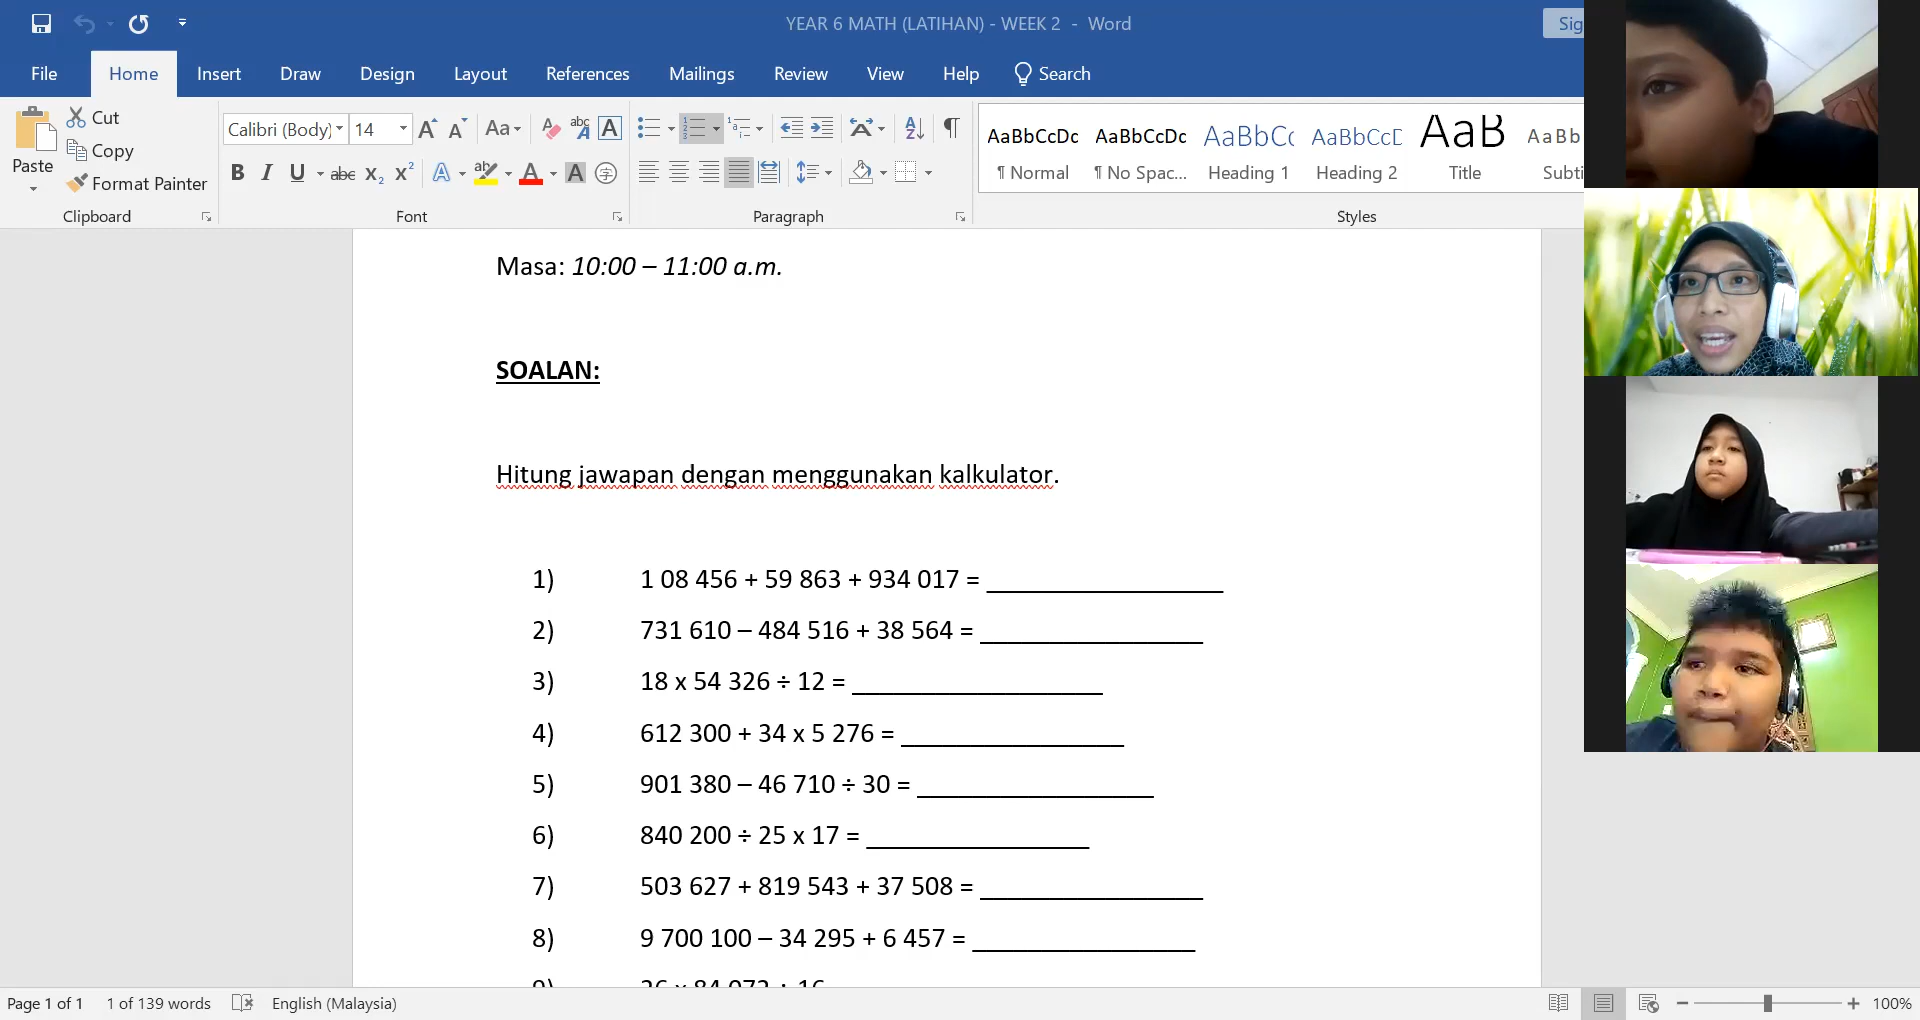 YEAR 6 MATH (LATIHAN) - WEEK 2 - Word
Sig
File Home Insert Draw Design Layout References Mailings Review View Help Search
Cut
Copy
Format Painter
Paste
Calibri (Body) 14
AaBbCcDc AaBbCcDc AaBbCc AaBbCcD AaB AaBb
¶ Normal ¶ No Spac... Heading 1 Heading 2 Title Subti
Clipboard Font Paragraph Styles
Masa: 10:00 – 11:00 a.m.
SOALAN:
Hitung jawapan dengan menggunakan kalkulator.
1) 1 08 456 + 59 863 + 934 017 = ________________
2) 731 610 – 484 516 + 38 564 = ________________
3) 18 x 54 326 ÷ 12 = ________________
4) 612 300 + 34 x 5 276 = ________________
5) 901 380 – 46 710 ÷ 30 = ________________
6) 840 200 ÷ 25 x 17 = ________________
7) 503 627 + 819 543 + 37 508 = ________________
8) 9 700 100 – 34 295 + 6 457 = ________________
Page 1 of 1 1 of 139 words English (Malaysia) 100%